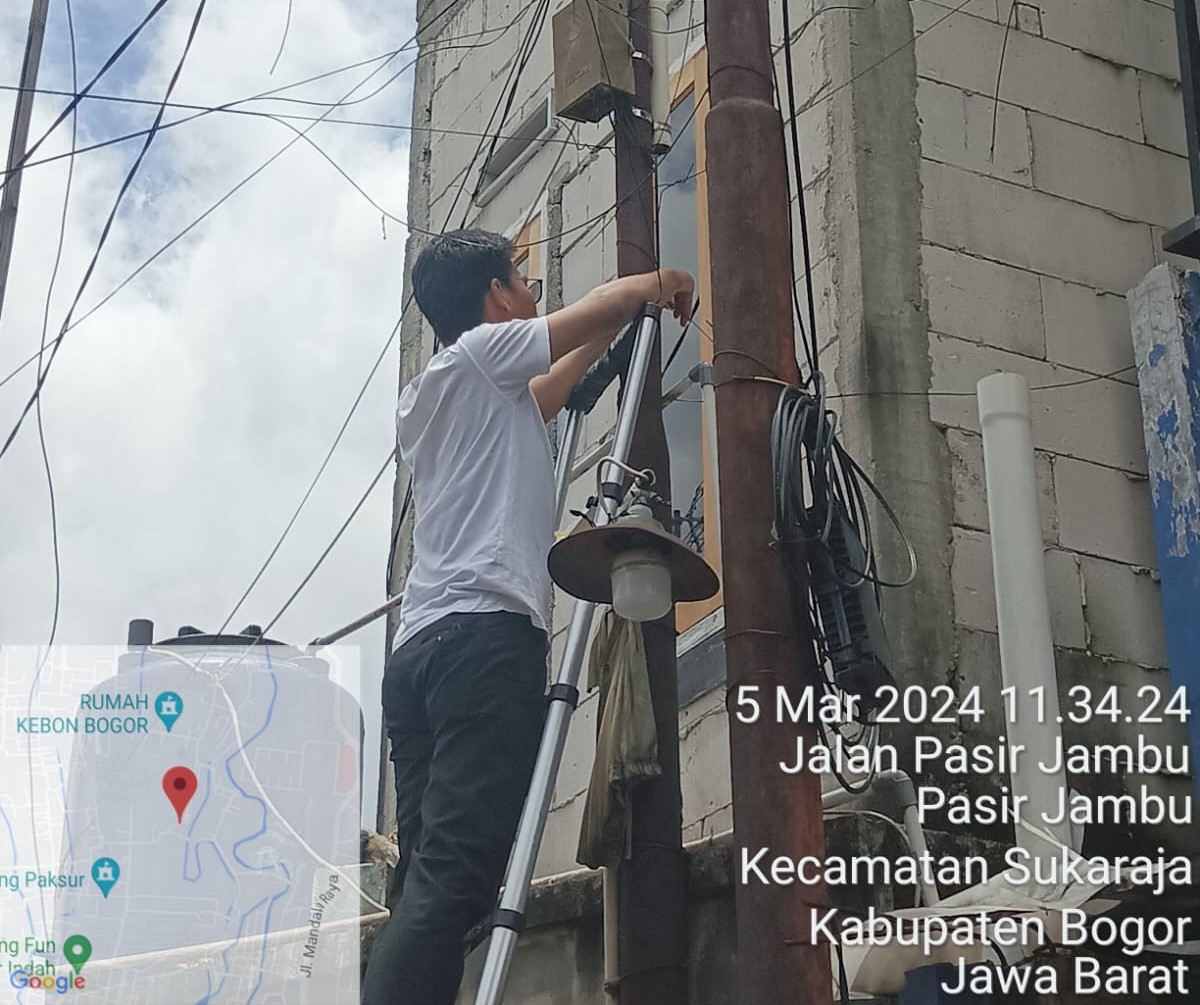 RUMAH
KEBON BOGOR
ng Paksur
ng Fun
Indah
Google
Jl. Mandala Raya
5 Mar 2024 11.34.24
Jalan Pasir Jambu
Pasir Jambu
Kecamatan Sukaraja
Kabupaten Bogor
Jawa Barat